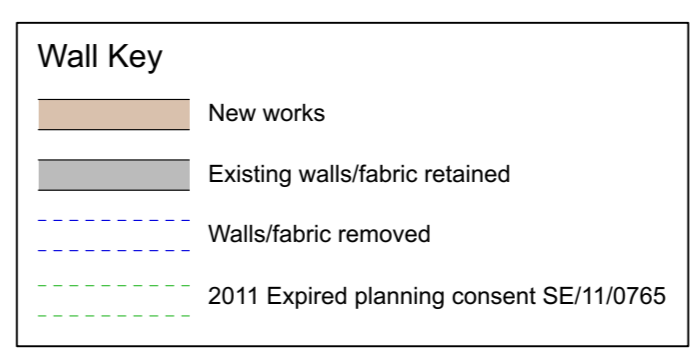 Wall Key
New works
Existing walls/fabric retained
Walls/fabric removed
2011 Expired planning consent SE/11/0765